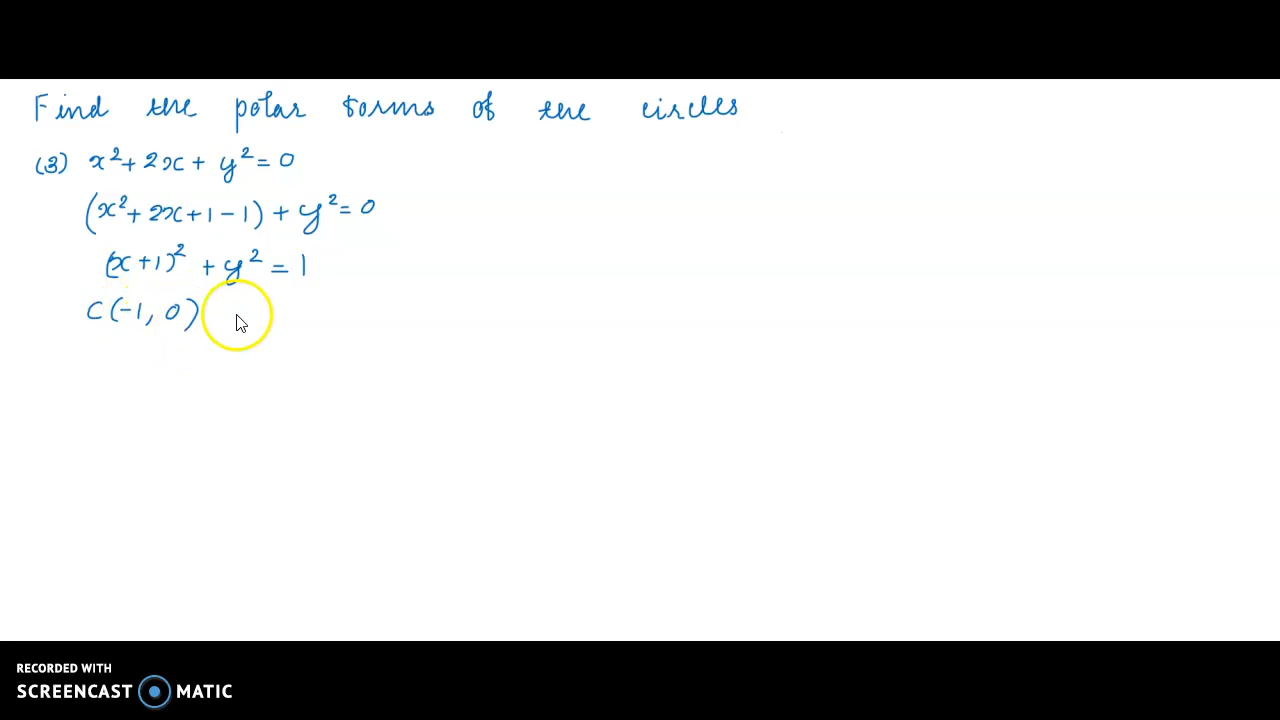 Find the polar forms of the circles
(3) x²+2x+y²=0
(x²+2x+1-1)+y²=0
(x+1)²+y²=1
C(-1, 0)
RECORDED WITH
SCREENCAST MATIC